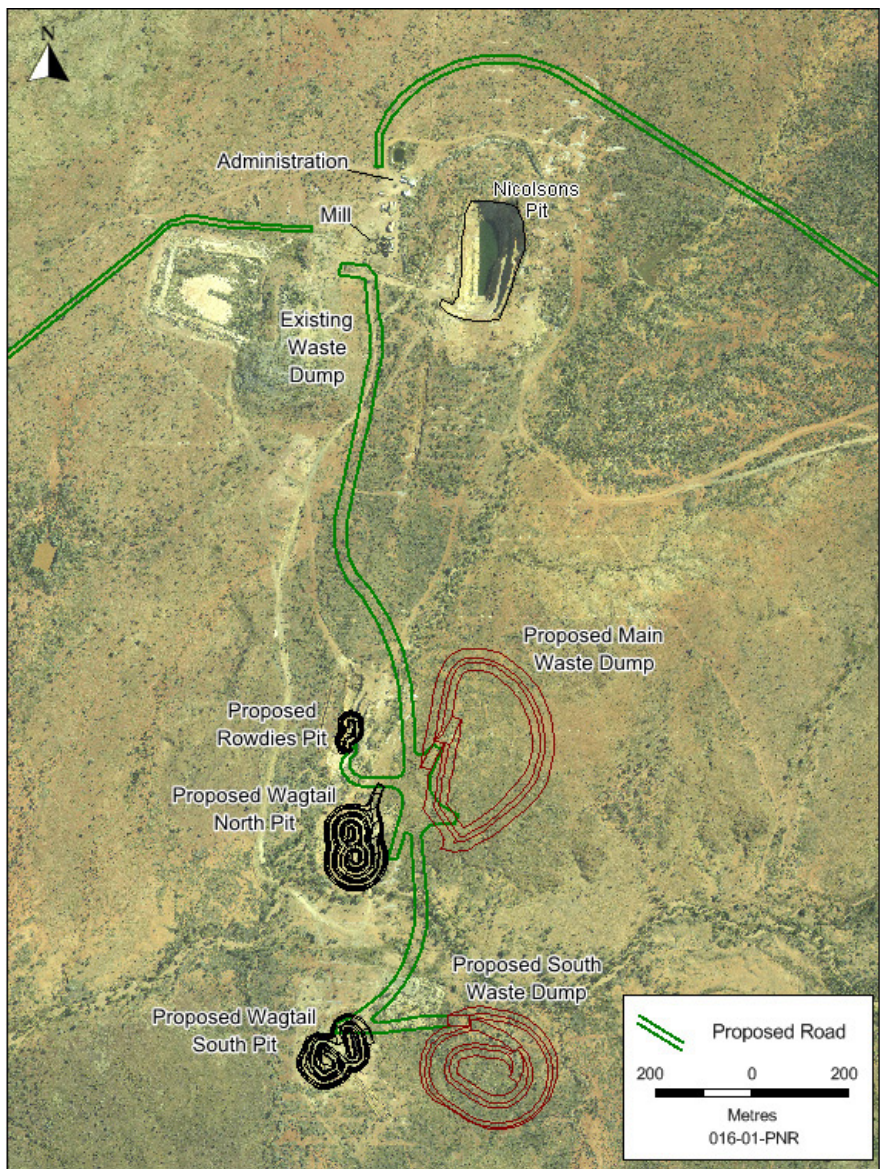 N
Administration
Nicolsons
Pit
Mill
Existing
Waste
Dump
Proposed Main
Waste Dump
Proposed
Rowdies Pit
Proposed Wagtail
North Pit
Proposed South
Waste Dump
Proposed Wagtail
South Pit
Proposed Road
200 0 200
Metres
016-01-PNR